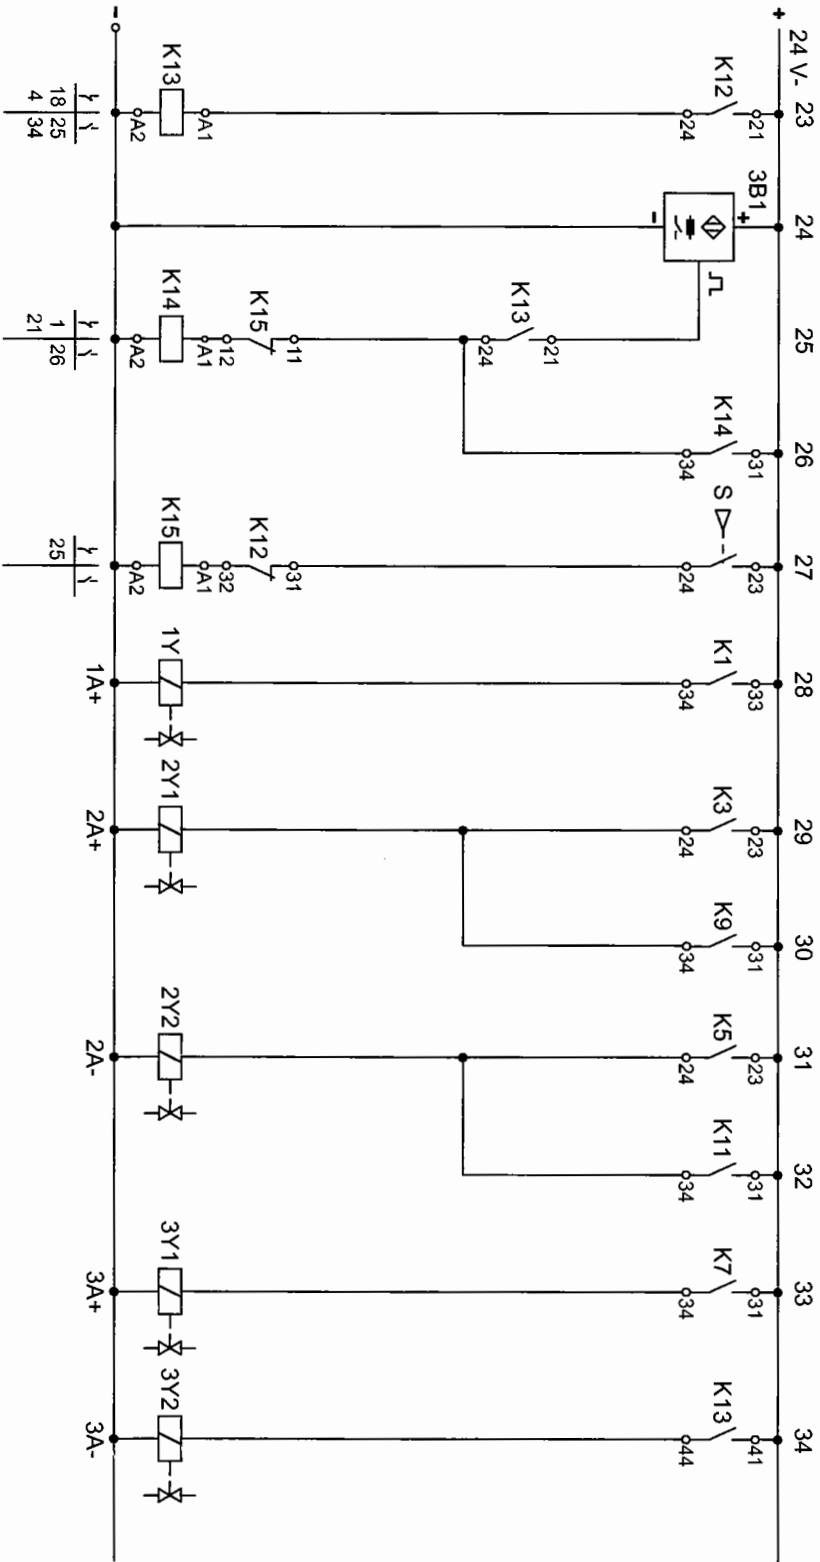 24 V- 23 24 25 26 27 28 29 30 31 32 33 34
+
21 31 23 33 23 31 23 31 31 41
3B1 +
K12 K14 S K1 K3 K9 K5 K11 K7 K13
24 34 24 34 24 34 24 34 34 44
-
21
K13
24
11 31
K15 K12
12 32
A1 A1 A1
K13 K14 K15 1Y 2Y1 2Y2 3Y1 3Y2
A2 A2 A2
-
1A+ 2A+ 2A- 3A+ 3A-
18 25 1 26 25
4 34 21